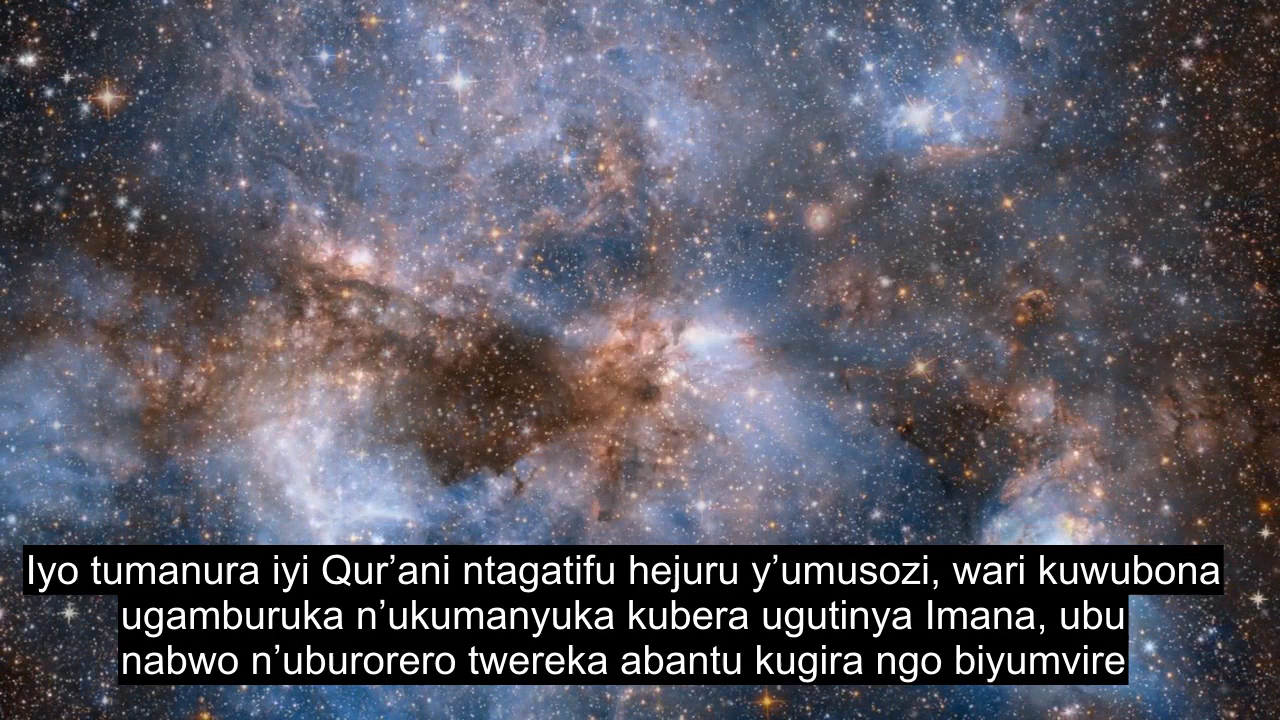 Iyo tumanura iyi Qur’ani ntagatifu hejuru y’umusozi, wari kuwubona
ugamburuka n’ukumanyuka kubera ugutinya Imana, ubu
nabwo n’uburorero twereka abantu kugira ngo biyumvire